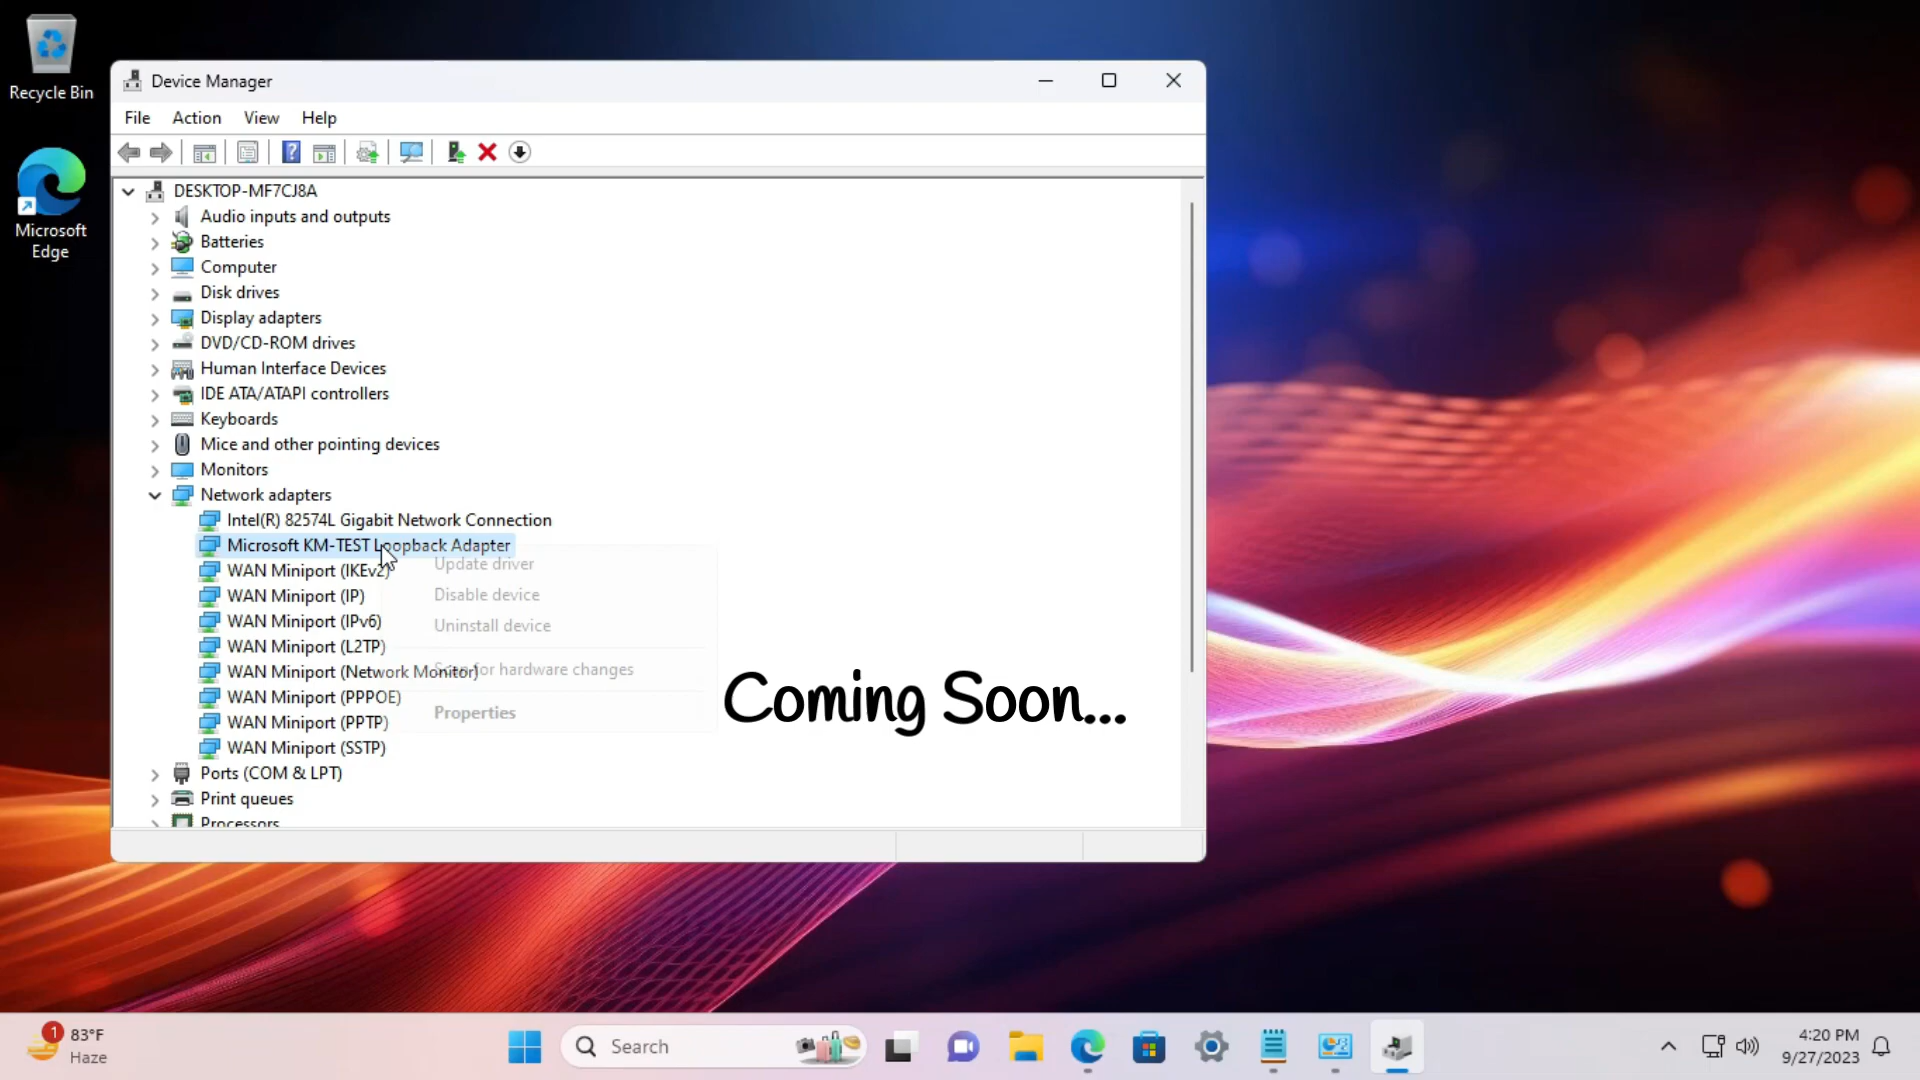 Recycle Bin
Microsoft
Edge
Device Manager
File Action View Help
DESKTOP-MF7CJ8A
Audio inputs and outputs
Batteries
Computer
Disk drives
Display adapters
DVD/CD-ROM drives
Human Interface Devices
IDE ATA/ATAPI controllers
Keyboards
Mice and other pointing devices
Monitors
Network adapters
Intel(R) 82574L Gigabit Network Connection
Microsoft KM-TEST Loopback Adapter
WAN Miniport (IKEv2)
WAN Miniport (IP)
WAN Miniport (IPv6)
WAN Miniport (L2TP)
WAN Miniport (Network Monitor)
WAN Miniport (PPPOE)
WAN Miniport (PPTP)
WAN Miniport (SSTP)
Ports (COM & LPT)
Print queues
Processors
Update driver
Disable device
Uninstall device
Scan for hardware changes
Properties
Coming Soon...
1
83°F
Haze
Search
4:20 PM
9/27/2023